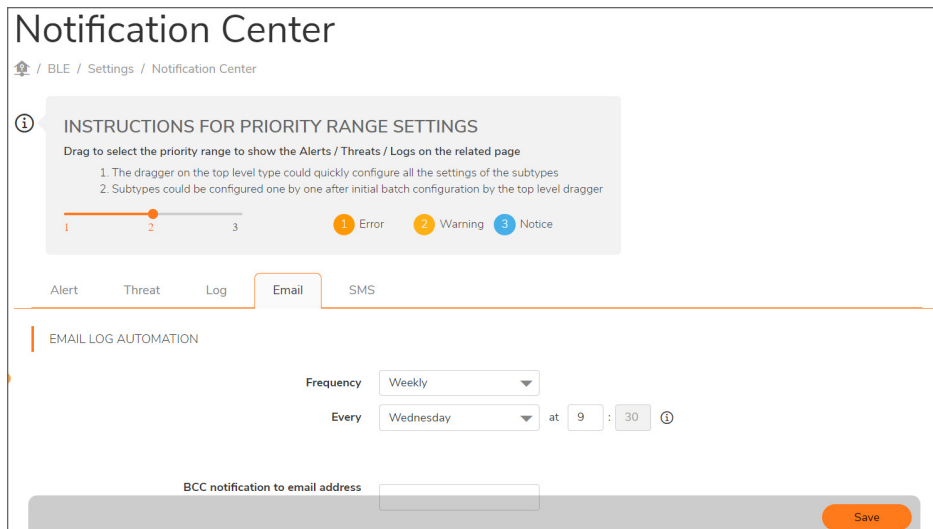 Notification Center
/ BLE / Settings / Notification Center
INSTRUCTIONS FOR PRIORITY RANGE SETTINGS
Drag to select the priority range to show the Alerts / Threats / Logs on the related page
1. The dragger on the top level type could quickly configure all the settings of the subtypes
2. Subtypes could be configured one by one after initial batch configuration by the top level dragger
1 2 3 1 Error 2 Warning 3 Notice
Alert Threat Log Email SMS
EMAIL LOG AUTOMATION
Frequency Weekly
Every Wednesday at 9 : 30
BCC notification to email address
Save